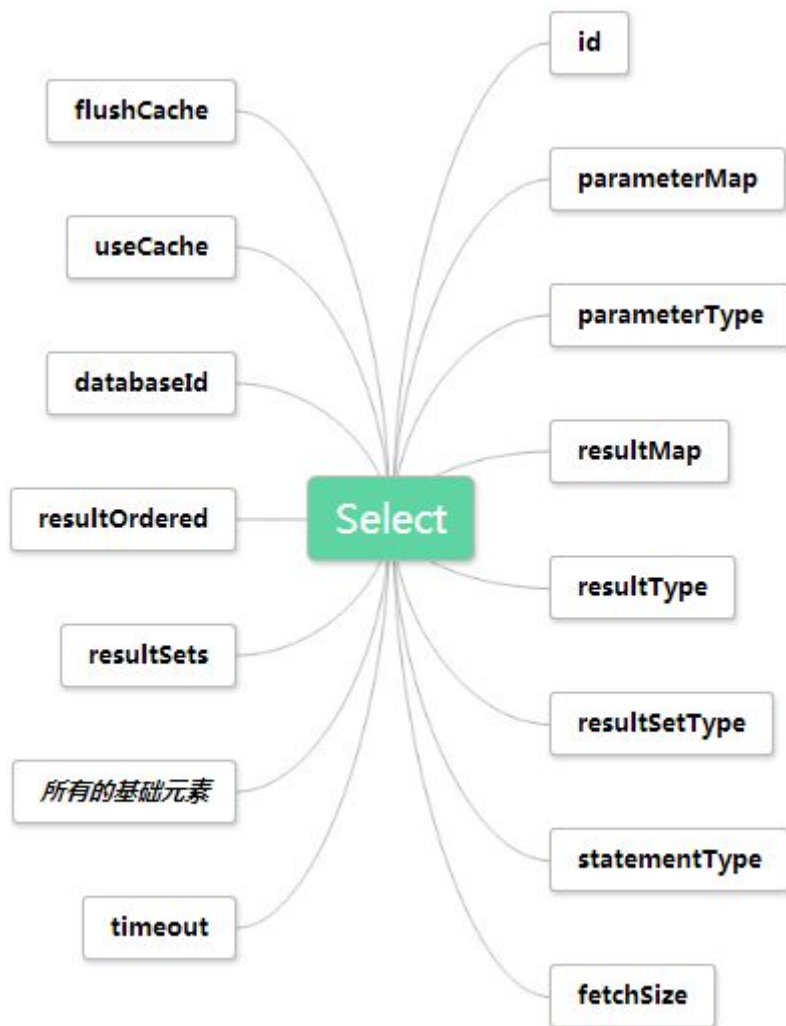 id
flushCache
parameterMap
useCache
parameterType
databaseId
resultMap
resultOrdered
Select
resultType
resultSets
resultSetType
所有的基础元素
statementType
timeout
fetchSize